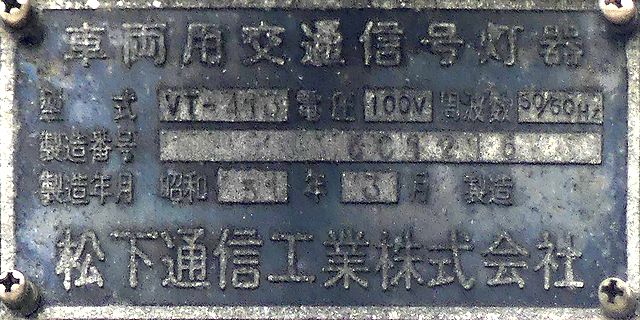 車両用交通信号灯器
型式 電圧 100V 周波数 50/60Hz
製造番号
製造年月 昭和 51年 3月 製造
松下通信工業株式会社